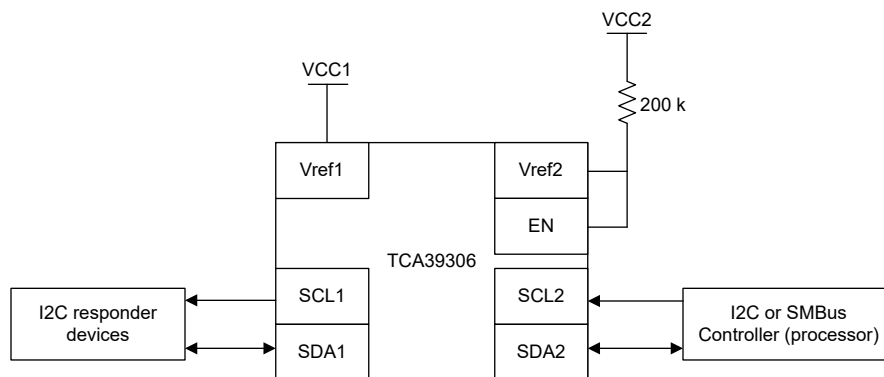 VCC2
VCC1
200 k
Vref1
Vref2
EN
TCA39306
SCL1
SCL2
I2C responder
devices
I2C or SMBus
Controller (processor)
SDA1
SDA2